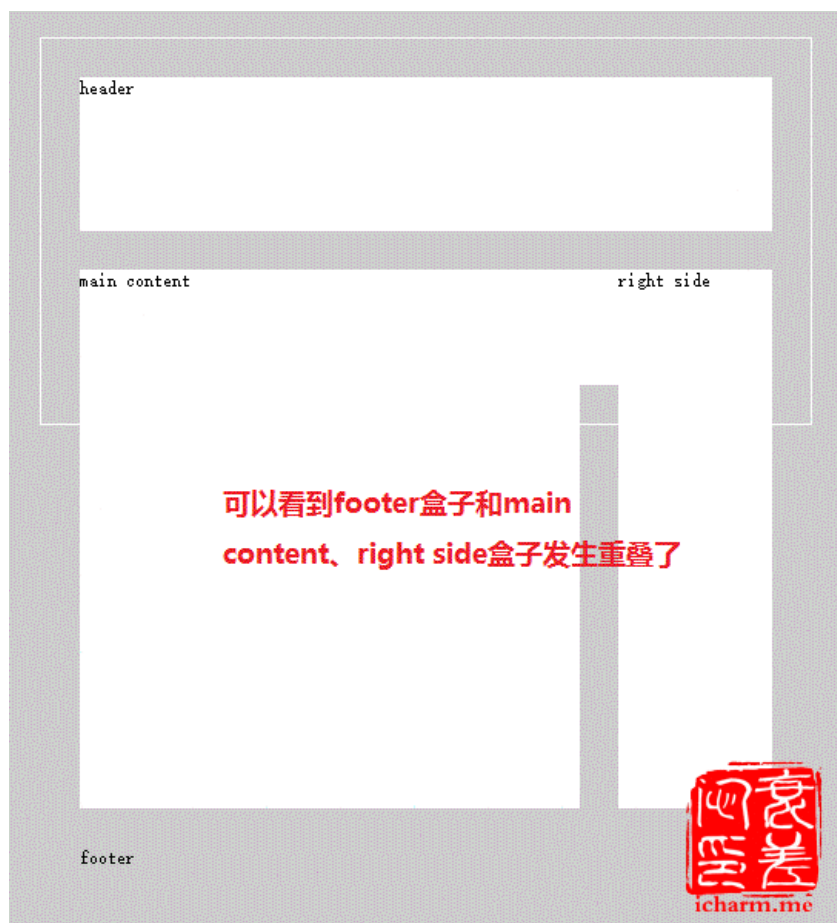 header
main content
right side
可以看到footer盒子和main
content、right side盒子发生重叠了
footer
icharm.me